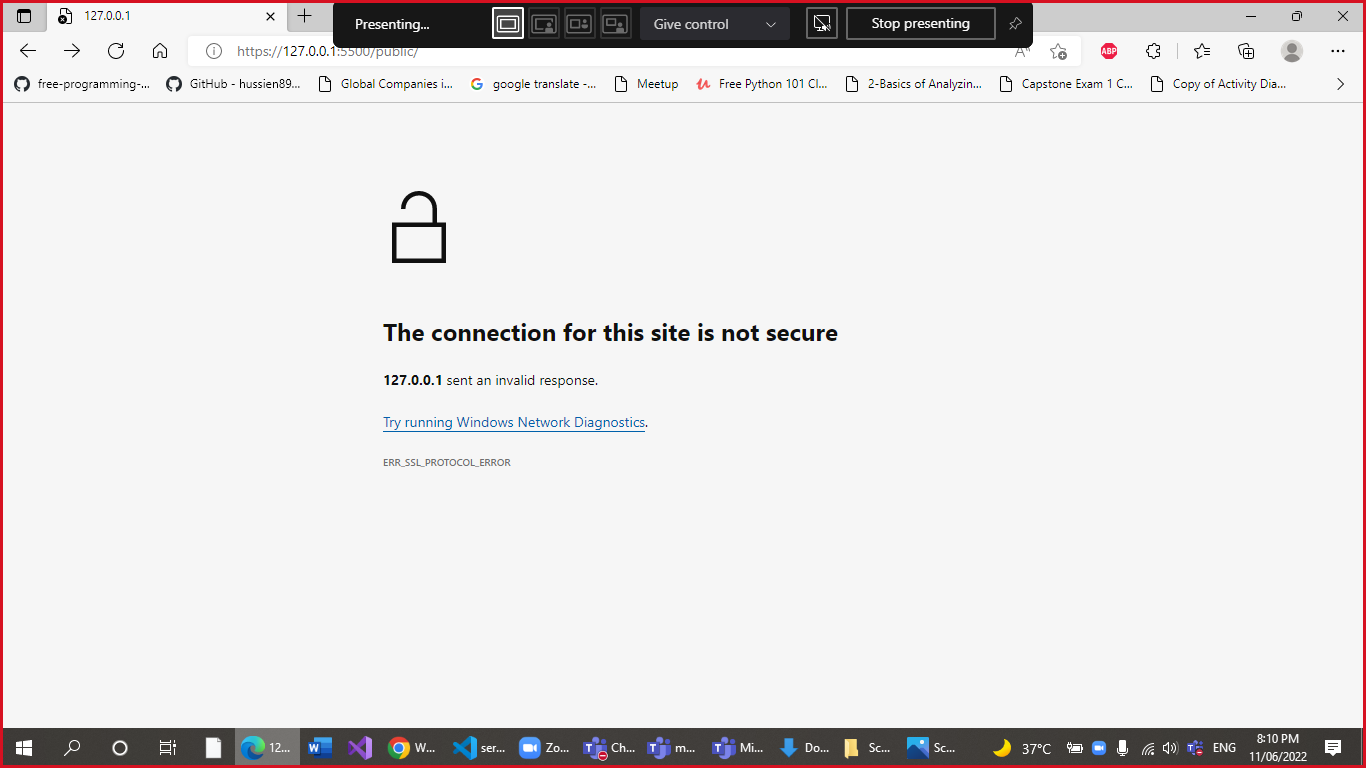 127.0.0.1
Presenting...
Give control
Stop presenting
https://127.0.0.1:5500/public/
A
ABP
free-programming-...
GitHub - hussien89...
Global Companies i...
google translate -...
Meetup
Free Python 101 Cl...
2-Basics of Analyzin...
Capstone Exam 1 C...
Copy of Activity Dia...
The connection for this site is not secure
127.0.0.1 sent an invalid response.
Try running Windows Network Diagnostics.
ERR_SSL_PROTOCOL_ERROR
12...
W...
ser...
Zo...
Ch...
m...
Mi...
Do...
Sc...
Sc...
37°C
ENG
8:10 PM
11/06/2022